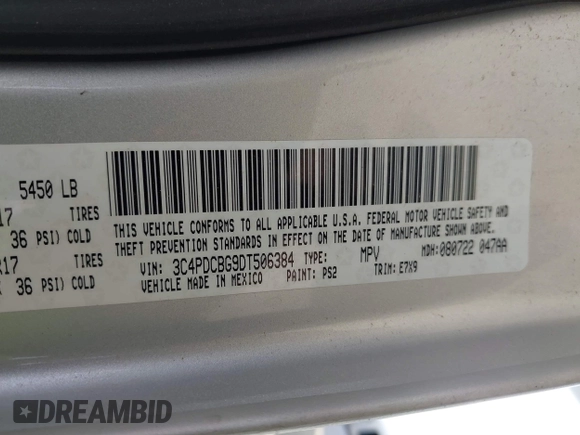 5450 LB
17 TIRES
36 PSI) COLD
R17 TIRES
36 PSI) COLD
THIS VEHICLE CONFORMS TO ALL APPLICABLE U.S.A. FEDERAL MOTOR VEHICLE SAFETY AND
THEFT PREVENTION STANDARDS IN EFFECT ON THE DATE OF MANUFACTURE SHOWN ABOVE.
VIN: 3C4PDCBG9DT506384 TYPE: MPV MDH: 080722 047AA
VEHICLE MADE IN MEXICO PAINT: PS2 TRIM: E7X9
DREAMBID